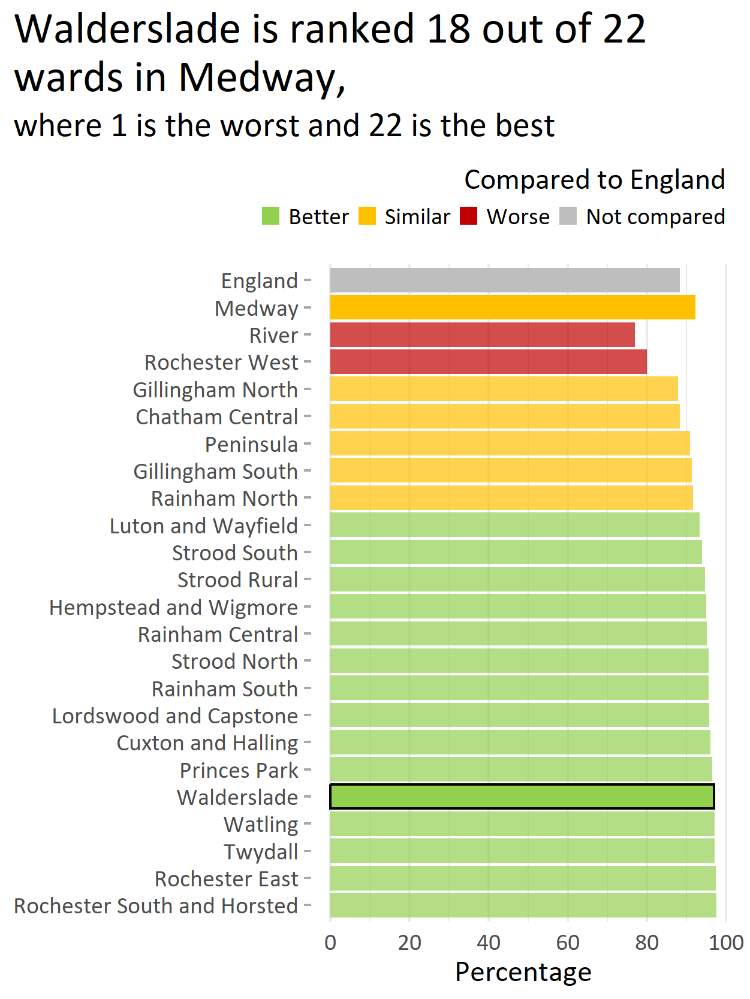 Walderslade is ranked 18 out of 22
wards in Medway,
where 1 is the worst and 22 is the best
Compared to England
Better Similar Worse Not compared
England
Medway
River
Rochester West
Gillingham North
Chatham Central
Peninsula
Gillingham South
Rainham North
Luton and Wayfield
Strood South
Strood Rural
Hempstead and Wigmore
Rainham Central
Strood North
Rainham South
Lordswood and Capstone
Cuxton and Halling
Princes Park
Walderslade
Watling
Twydall
Rochester East
Rochester South and Horsted
0 20 40 60 80 100
Percentage